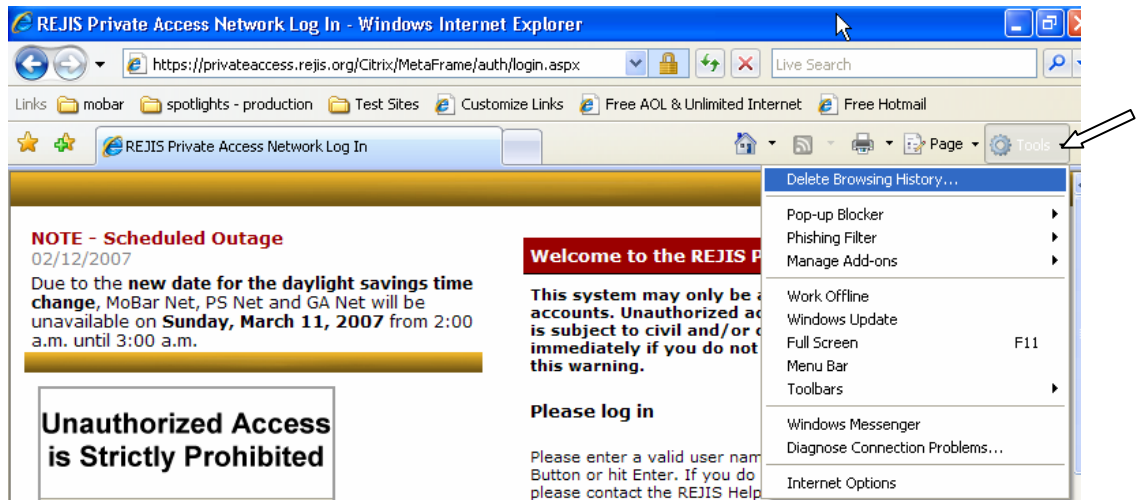 REJIS Private Access Network Log In - Windows Internet Explorer
https://privateaccess.rejis.org/Citrix/MetaFrame/auth/login.aspx
Live Search
Links mobar spotlights - production Test Sites Customize Links Free AOL & Unlimited Internet Free Hotmail
REJIS Private Access Network Log In
Page Tools
Delete Browsing History...
Pop-up Blocker
Phishing Filter
Manage Add-ons
Work Offline
Windows Update
Full Screen F11
Menu Bar
Toolbars
Windows Messenger
Diagnose Connection Problems...
Internet Options
NOTE - Scheduled Outage
02/12/2007
Due to the new date for the daylight savings time
change, MoBar Net, PS Net and GA Net will be
unavailable on Sunday, March 11, 2007 from 2:00
a.m. until 3:00 a.m.
Unauthorized Access
is Strictly Prohibited
Welcome to the REJIS P
This system may only be a
accounts. Unauthorized ac
is subject to civil and/or c
immediately if you do not
this warning.
Please log in
Please enter a valid user nam
Button or hit Enter. If you do
please contact the REJIS Help